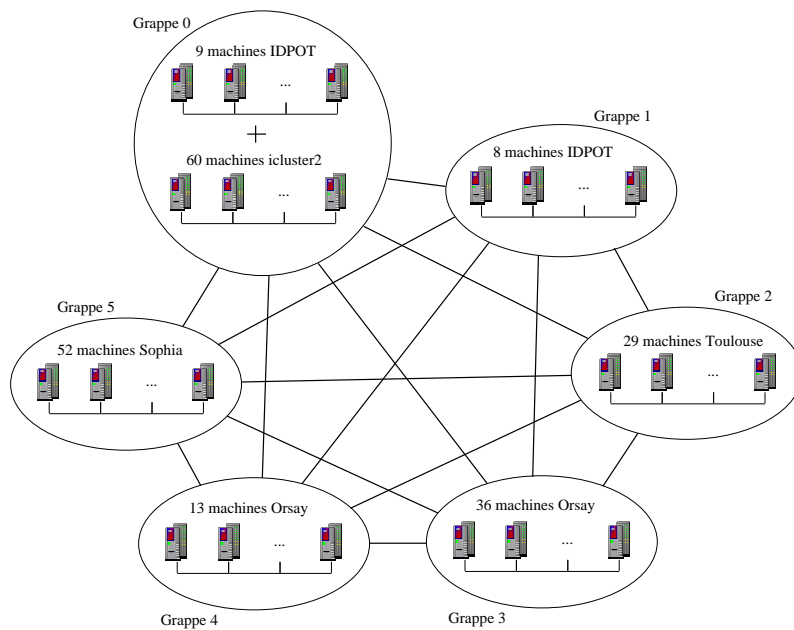 Grappe 0
9 machines IDPOT
...
+
60 machines icluster2
...
Grappe 1
8 machines IDPOT
...
Grappe 5
52 machines Sophia
...
Grappe 2
29 machines Toulouse
...
13 machines Orsay
...
Grappe 4
36 machines Orsay
...
Grappe 3